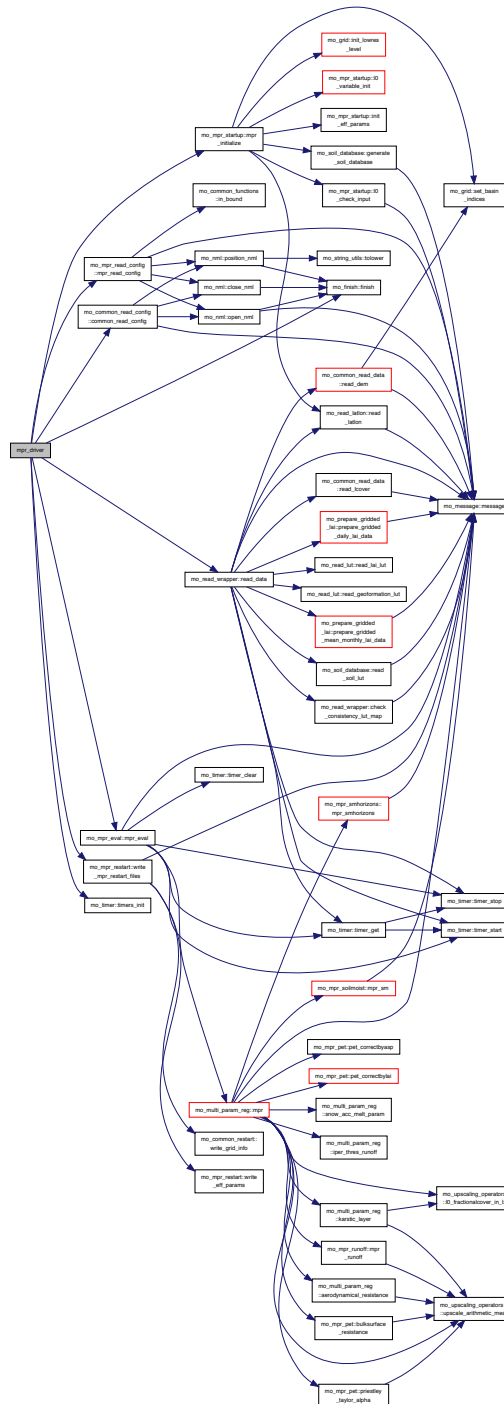 mo_grid::init_lowres
_level
mo_mpr_startup::l0
_variable_init
mo_mpr_startup::init
_eff_params
mo_mpr_startup::mpr
_initialize
mo_soil_database::generate
_soil_database
mo_mpr_startup::l0
_check_input
mo_grid::set_basin
_indices
mo_common_functions
::in_bound
mo_mpr_read_config
::mpr_read_config
mo_nml::position_nml
mo_string_utils::tolower
mo_nml::close_nml
mo_finish::finish
mo_common_read_config
::common_read_config
mo_nml::open_nml
mo_common_read_data
::read_dem
mo_read_latlon::read
_latlon
mpr_driver
mo_common_read_data
::read_lcover
mo_message::message
mo_prepare_gridded
_lai::prepare_gridded
_daily_lai_data
mo_read_lut::read_lai_lut
mo_read_wrapper::read_data
mo_read_lut::read_geoformation_lut
mo_prepare_gridded
_lai::prepare_gridded
_mean_monthly_lai_data
mo_soil_database::read
_soil_lut
mo_read_wrapper::check
_consistency_lut_map
mo_timer::timer_clear
mo_mpr_smhorizons::
mpr_smhorizons
mo_mpr_eval::mpr_eval
mo_mpr_restart::write
_mpr_restart_files
mo_timer::timer_stop
mo_timer::timers_init
mo_timer::timer_get
mo_timer::timer_start
mo_mpr_soilmoist::mpr_sm
mo_mpr_pet::pet_correctbyasp
mo_mpr_pet::pet_correctbylai
mo_multi_param_reg::mpr
mo_multi_param_reg
::snow_acc_melt_param
mo_common_restart::
write_grid_info
mo_multi_param_reg
::iper_thres_runoff
mo_mpr_restart::write
_eff_params
mo_multi_param_reg
::karstic_layer
mo_upscaling_operators
::l0_fractionalcover_in_l
mo_mpr_runoff::mpr
_runoff
mo_multi_param_reg
::aerodynamical_resistance
mo_upscaling_operators
::upscale_arithmetic_mea
mo_mpr_pet::bulksurface
_resistance
mo_mpr_pet::priestley
_taylor_alpha